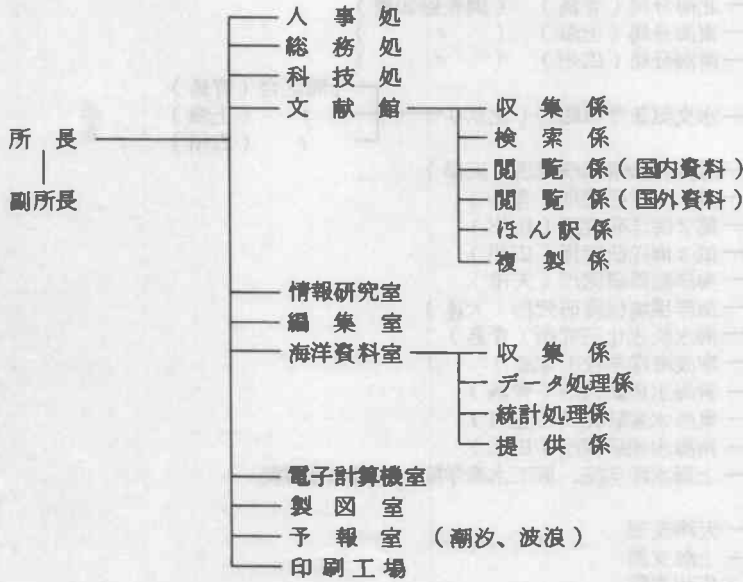 人事処
総務処
科技処
文献館 収集係
所長 検索係
閲覧係(国内資料)
副所長 閲覧係(国外資料)
ほん訳係
複製係
情報研究室
編集室
海洋資料室 収集係
データ処理係
統計処理係
提供係
電子計算機室
製図室
予報室(潮汐、波浪)
印刷工場